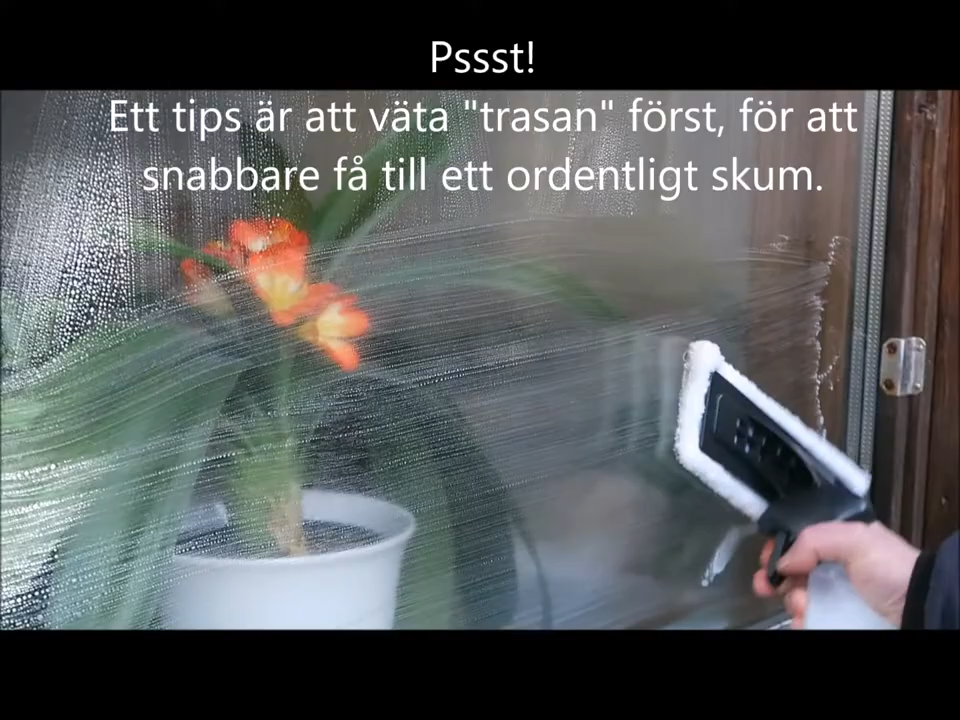 Pssst!
Ett tips är att väta "trasan" först, för att
snabbare få till ett ordentligt skum.